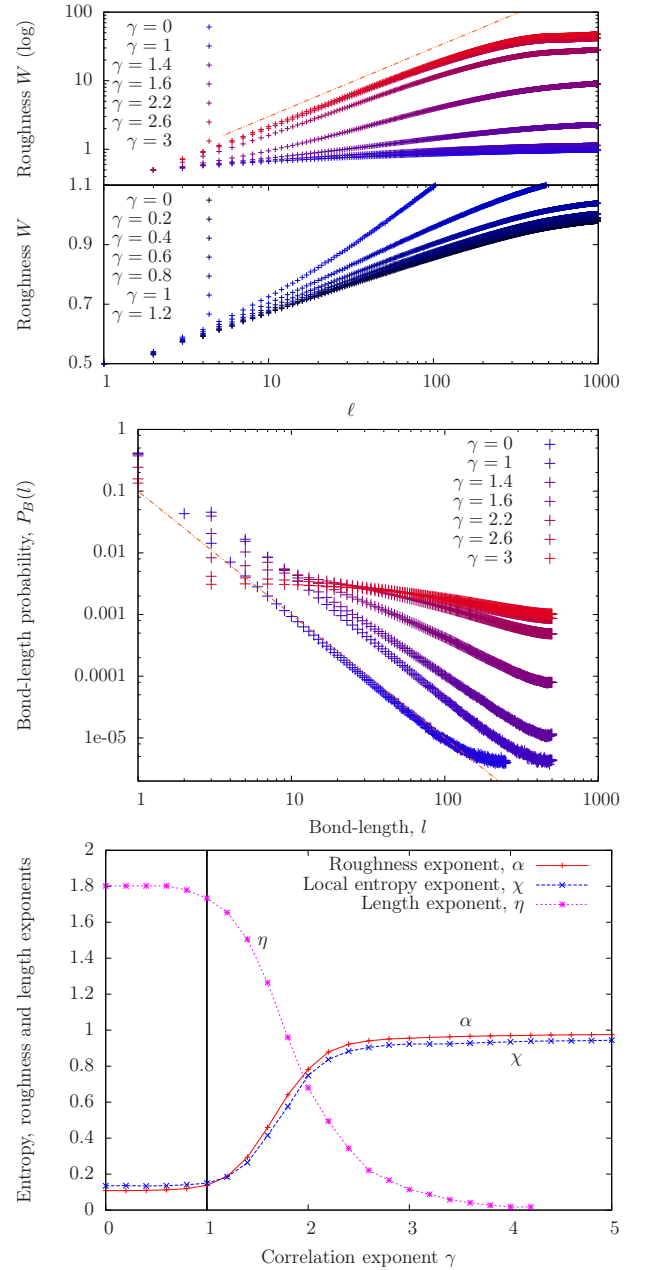 Roughness W (log)
100
10
1
γ = 0
γ = 1
γ = 1.4
γ = 1.6
γ = 2.2
γ = 2.6
γ = 3
Roughness W
1.1
0.9
0.7
0.5
γ = 0
γ = 0.2
γ = 0.4
γ = 0.6
γ = 0.8
γ = 1
γ = 1.2
1 10 100 1000
ℓ
Bond-length probability, P_B(l)
1
0.1
0.01
0.001
0.0001
1e-05
γ = 0
γ = 1
γ = 1.4
γ = 1.6
γ = 2.2
γ = 2.6
γ = 3
1 10 100 1000
Bond-length, l
Entropy, roughness and length exponents
2
1.8
1.6
1.4
1.2
1
0.8
0.6
0.4
0.2
0
Roughness exponent, α
Local entropy exponent, χ
Length exponent, η
η
α
χ
0 1 2 3 4 5
Correlation exponent γ